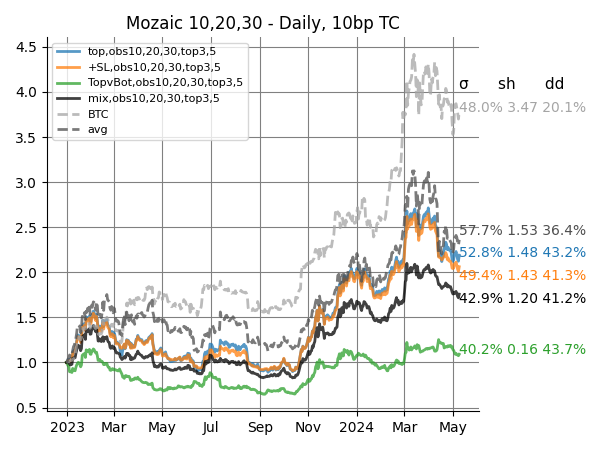 Mozaic 10,20,30 - Daily, 10bp TC
4.5
4.0
3.5
3.0
2.5
2.0
1.5
1.0
0.5
top,obs10,20,30,top3,5
+SL,obs10,20,30,top3,5
TopvBot,obs10,20,30,top3,5
mix,obs10,20,30,top3,5
BTC
avg
σ sh dd
48.0% 3.47 20.1%
57.7% 1.53 36.4%
52.8% 1.48 43.2%
49.4% 1.43 41.3%
42.9% 1.20 41.2%
40.2% 0.16 43.7%
2023 Mar May Jul Sep Nov 2024 Mar May